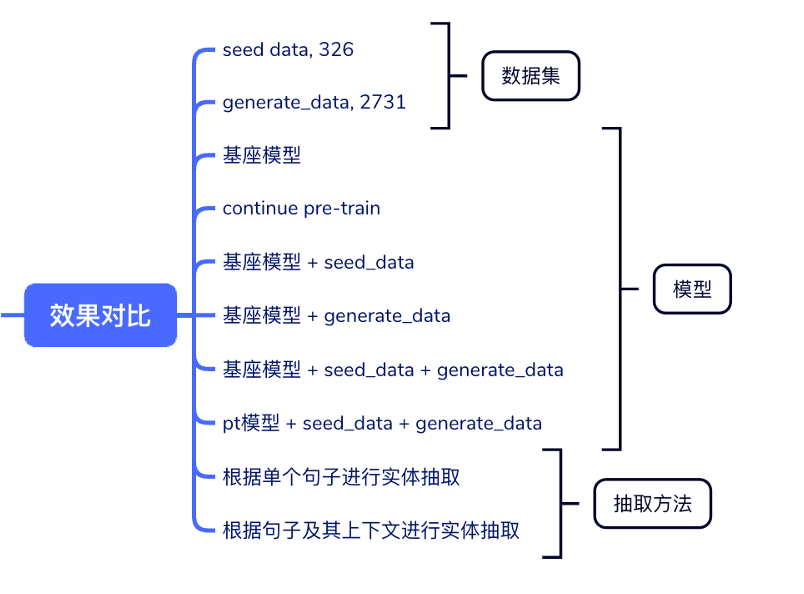 seed data, 326
generate_data, 2731
数据集
基座模型
continue pre-train
基座模型 + seed_data
模型
效果对比
基座模型 + generate_data
基座模型 + seed_data + generate_data
pt模型 + seed_data + generate_data
根据单个句子进行实体抽取
抽取方法
根据句子及其上下文进行实体抽取